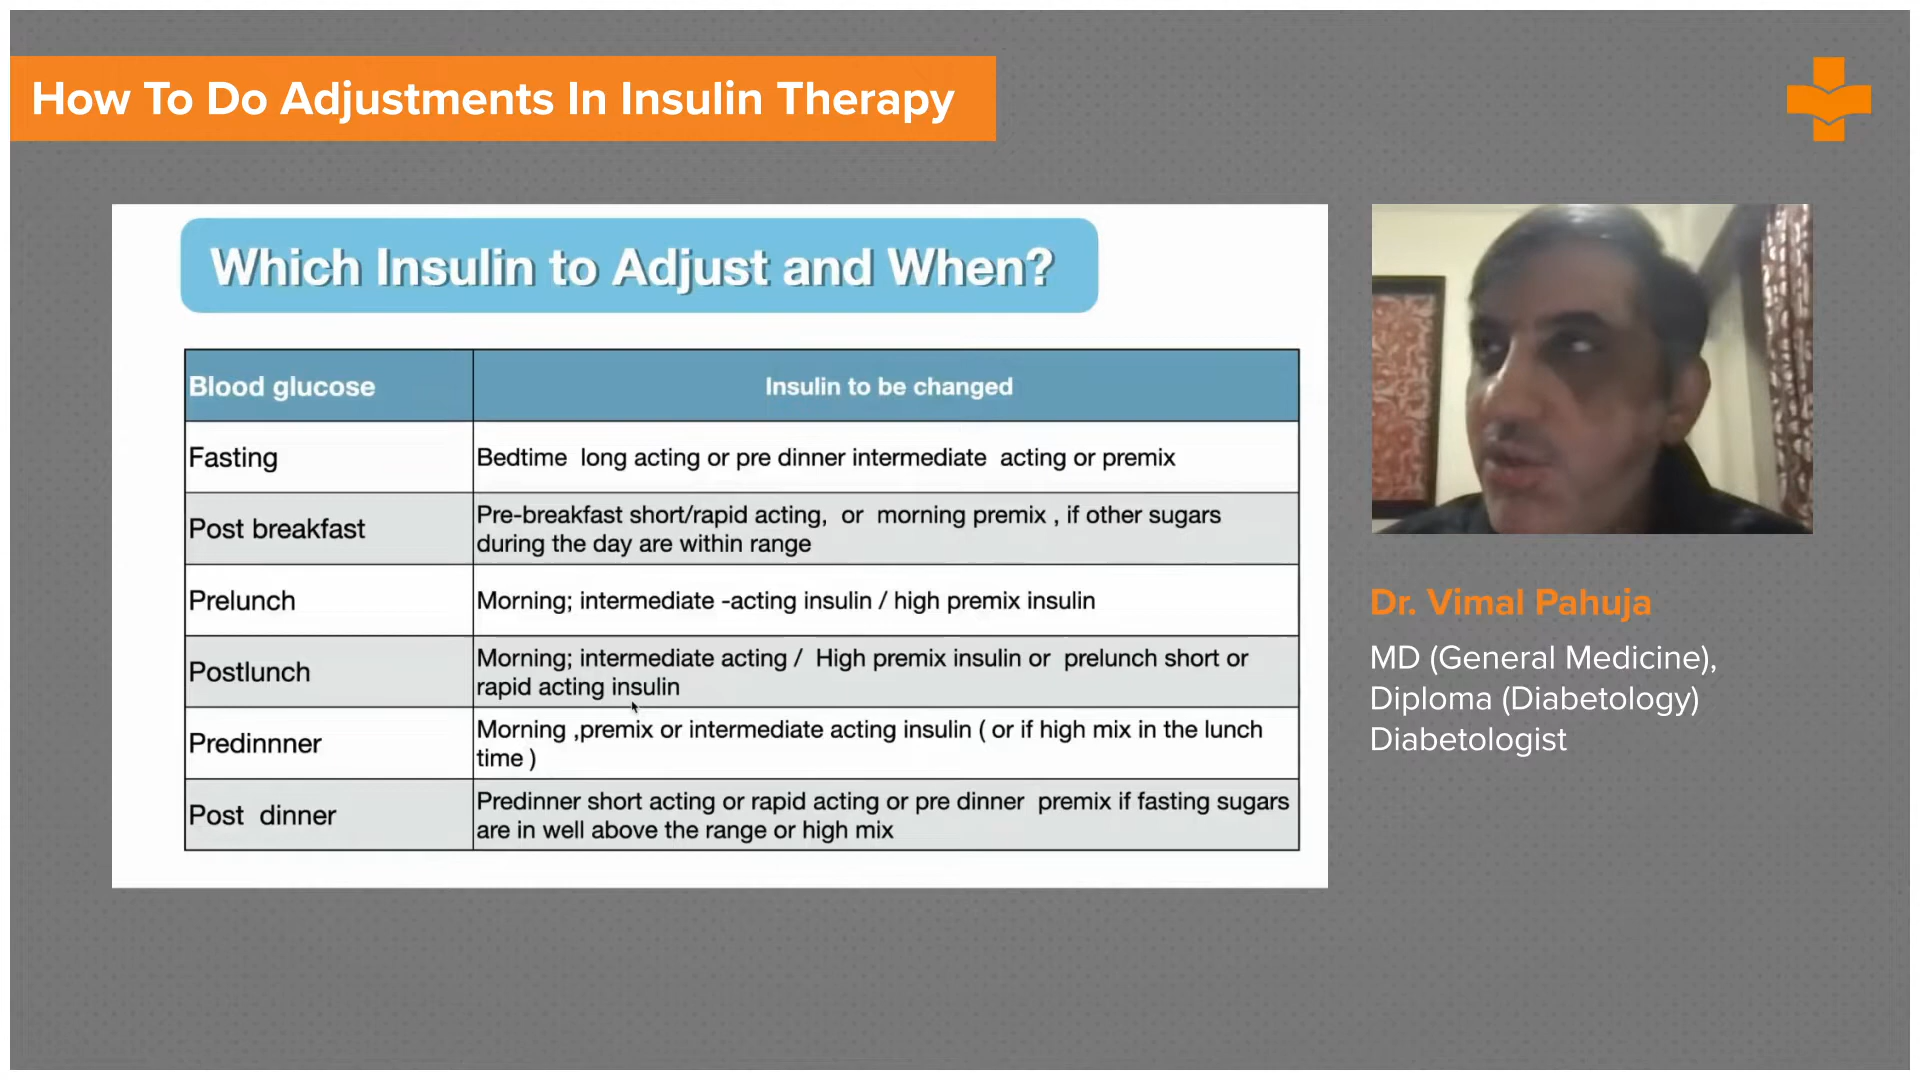 How To Do Adjustments In Insulin Therapy
Which Insulin to Adjust and When?
Blood glucose
Insulin to be changed
Fasting
Bedtime long acting or pre dinner intermediate acting or premix
Post breakfast
Pre-breakfast short/rapid acting, or morning premix , if other sugars
during the day are within range
Prelunch
Morning; intermediate -acting insulin / high premix insulin
Postlunch
Morning; intermediate acting / High premix insulin or prelunch short or
rapid acting insulin
Predinnner
Morning ,premix or intermediate acting insulin ( or if high mix in the lunch
time )
Post dinner
Predinner short acting or rapid acting or pre dinner premix if fasting sugars
are in well above the range or high mix
Dr. Vimal Pahuja
MD (General Medicine),
Diploma (Diabetology)
Diabetologist